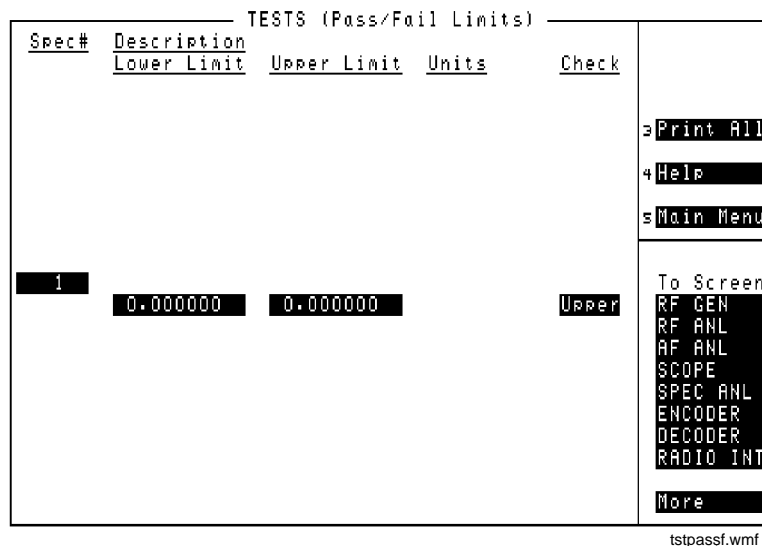 TESTS (Pass/Fail Limits)
Spec# Description
Lower Limit Upper Limit Units Check
3 Print All
4 Help
5 Main Menu
1
0.000000 0.000000 Upper
To Screen
RF GEN
RF ANL
AF ANL
SCOPE
SPEC ANL
ENCODER
DECODER
RADIO INT
More
tstpassf.wmf